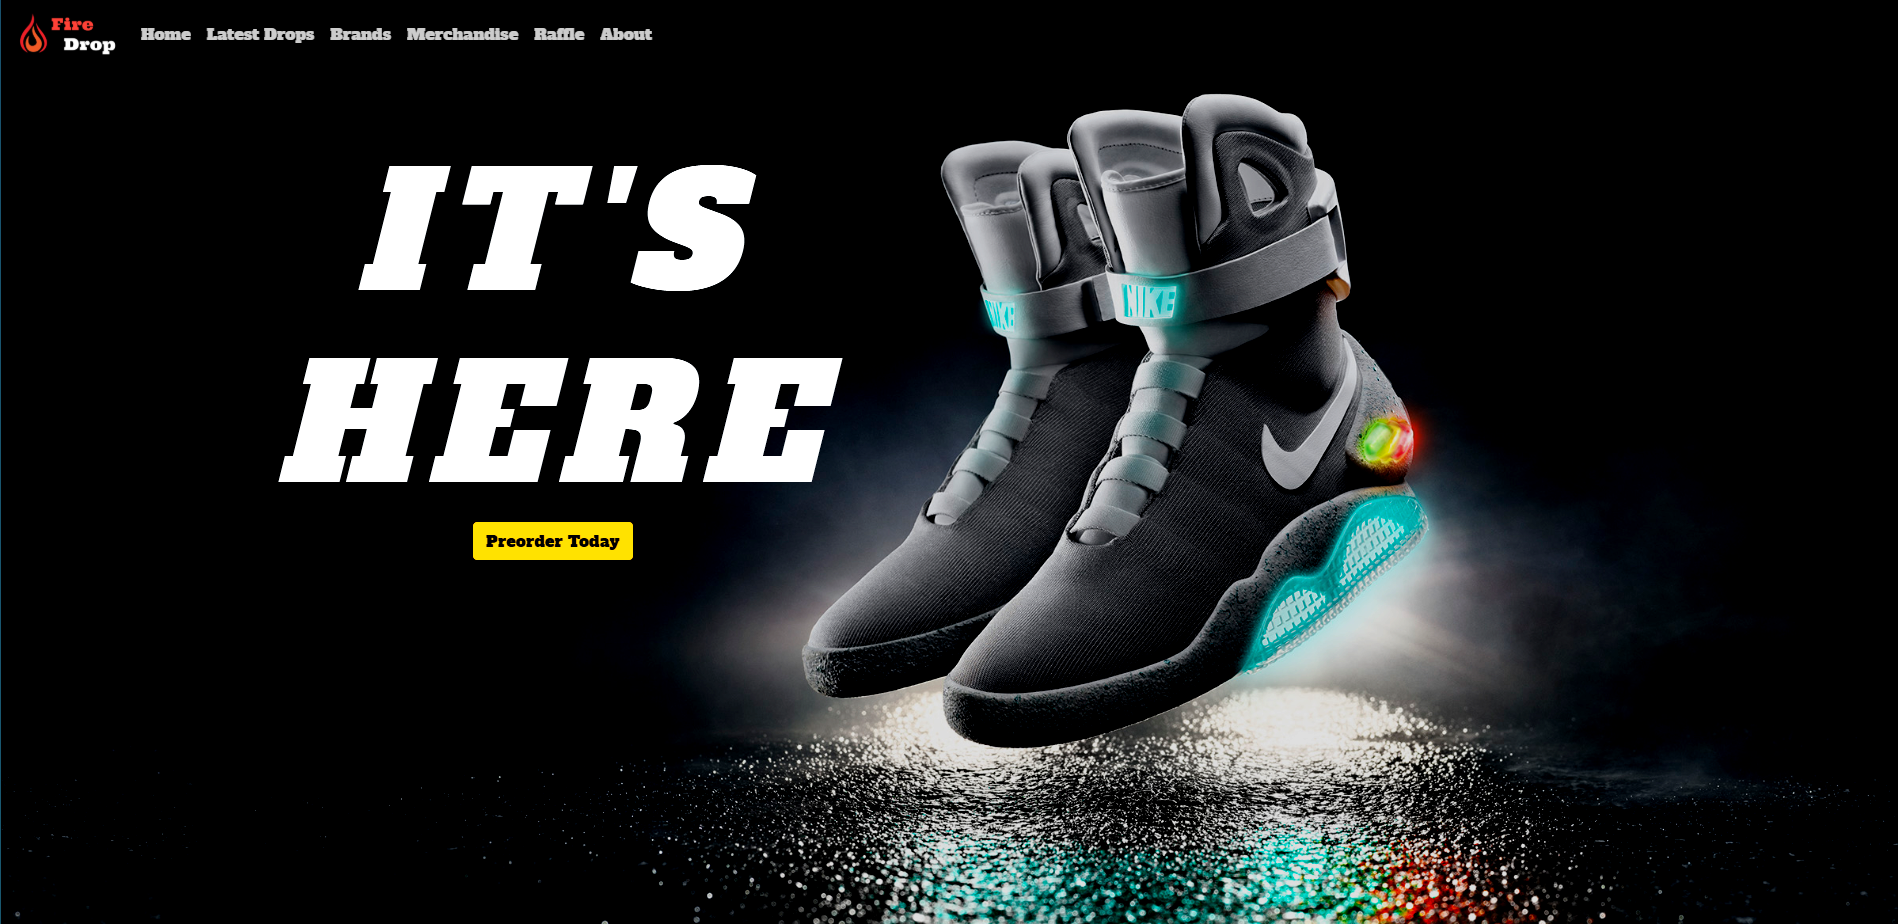 Fire
Drop
Home Latest Drops Brands Merchandise Raffle About
IT'S
HERE
NIKE
NIKE
Preorder Today